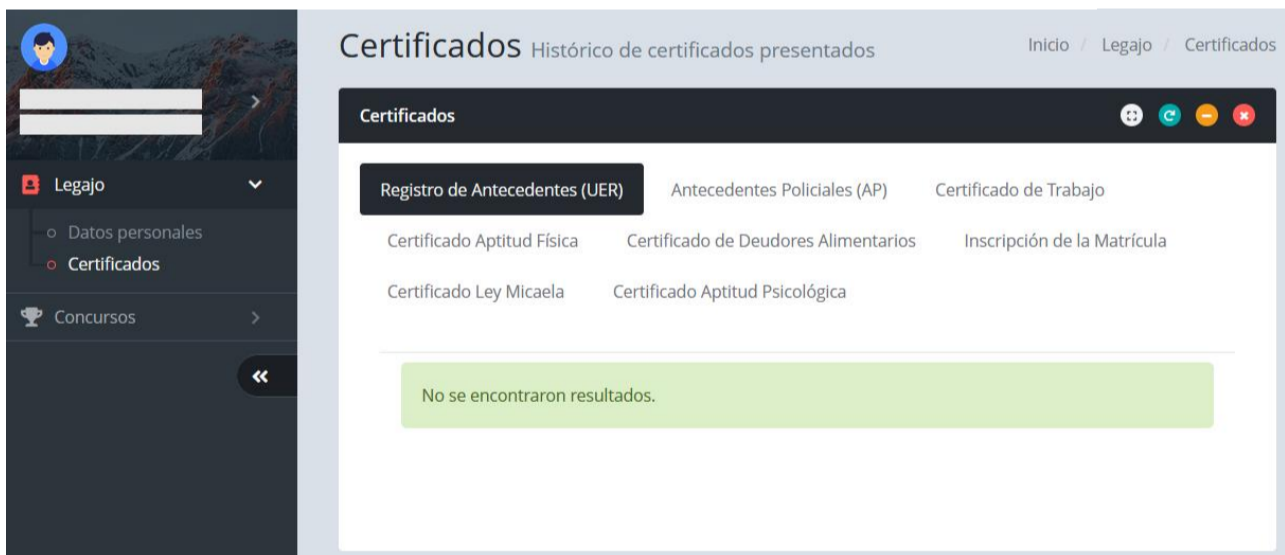 Certificados Histórico de certificados presentados
Inicio / Legajo / Certificados
Legajo
Datos personales
Certificados
Concursos
Certificados
Registro de Antecedentes (UER) Antecedentes Policiales (AP) Certificado de Trabajo
Certificado Aptitud Física Certificado de Deudores Alimentarios Inscripción de la Matrícula
Certificado Ley Micaela Certificado Aptitud Psicológica
No se encontraron resultados.